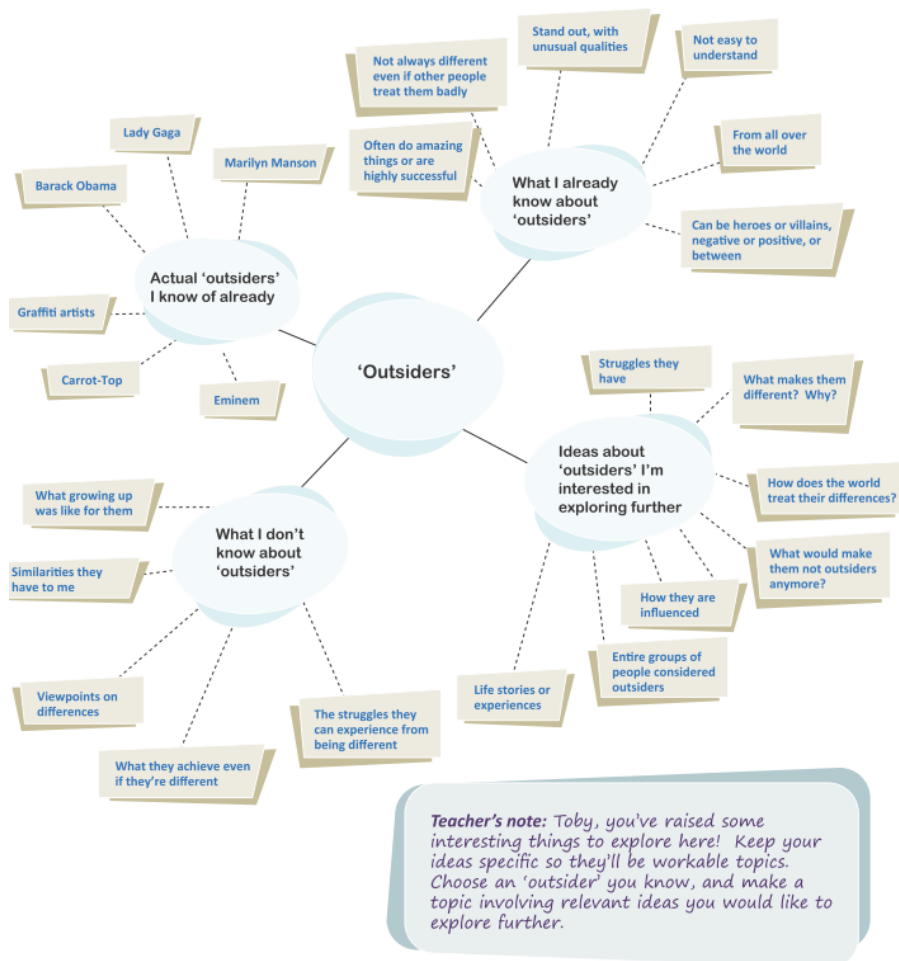 Stand out, with
unusual qualities
Not easy to
understand
Not always different
even if other people
treat them badly
Lady Gaga
Often do amazing
things or are
highly successful
From all over
the world
Marilyn Manson
Barack Obama
What I already
know about
‘outsiders’
Can be heroes or villains,
negative or positive, or
between
Actual ‘outsiders’
I know of already
Graffiti artists
Carrot-Top
Eminem
‘Outsiders’
Struggles they
have
What makes them
different?  Why?
Ideas about
‘outsiders’ I’m
interested in
exploring further
How does the world
treat their differences?
What would make
them not outsiders
anymore?
How they are
influenced
Entire groups of
people considered
outsiders
Life stories or
experiences
What growing up
was like for them
What I don’t
know about
‘outsiders’
Similarities they
have to me
Viewpoints on
differences
What they achieve even
if they’re different
The struggles they
can experience from
being different
Teacher’s note: Toby, you’ve raised some
interesting things to explore here!  Keep your
ideas specific so they’ll be workable topics.
Choose an ‘outsider’ you know, and make a
topic involving relevant ideas you would like to
explore further.